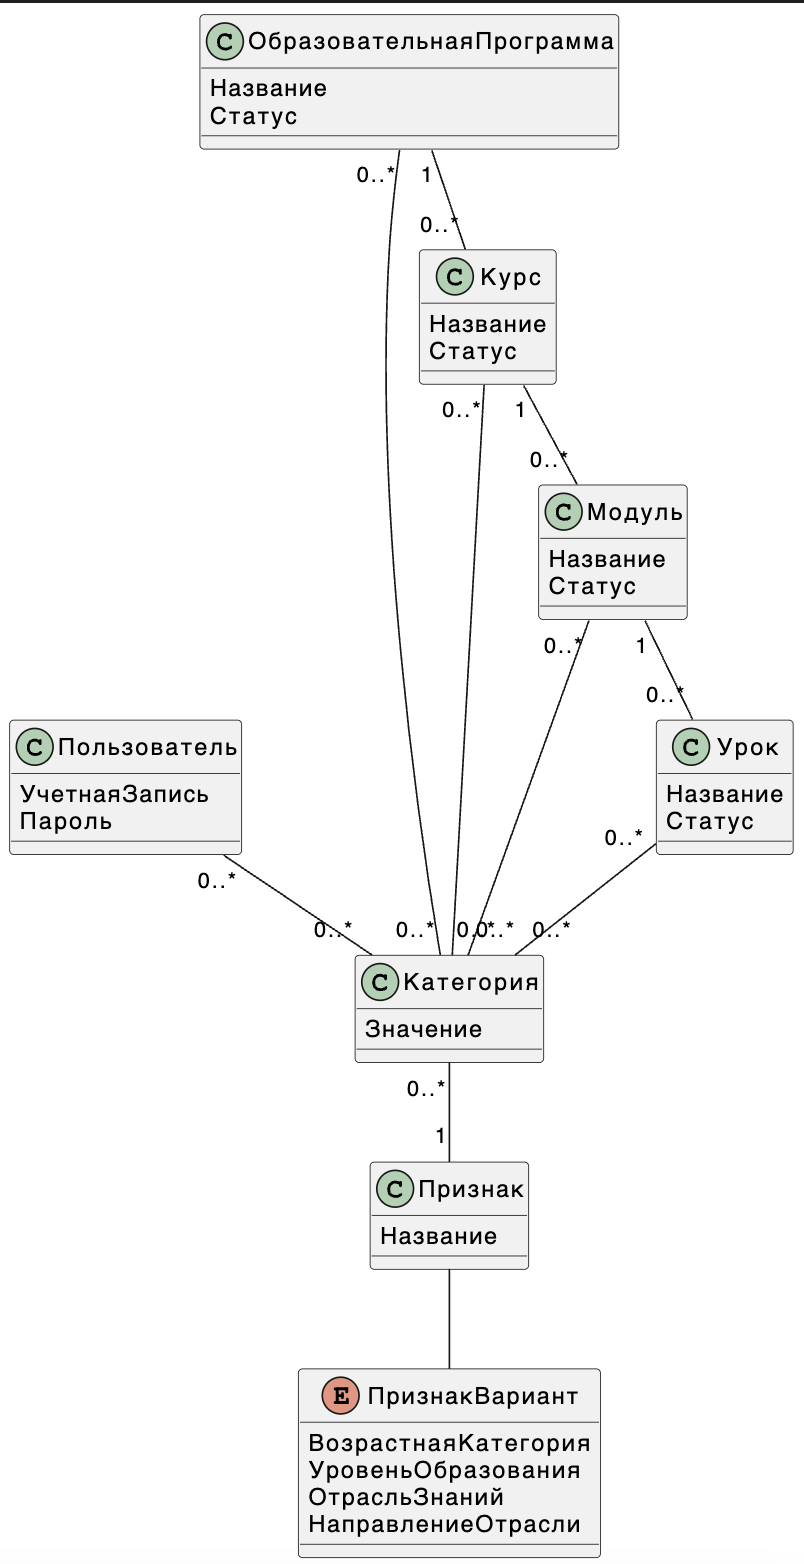 C ОбразовательнаяПрограмма
Название
Статус
0..* 1
0..*
C Курс
Название
Статус
0..* 1
0..*
C Модуль
Название
Статус
0..* 1
0..*
C Пользователь
УчетнаяЗапись
Пароль
C Урок
Название
Статус
0..*
0..*
0..* 0..* 0..* 0..* 0..*
C Категория
Значение
0..*
1
C Признак
Название
E ПризнакВариант
ВозрастнаяКатегория
УровеньОбразования
ОтрасльЗнаний
НаправлениеОтрасли